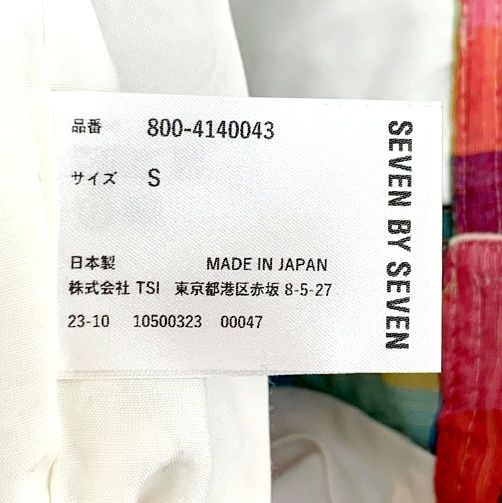 品番 800-4140043
サイズ S
日本製 MADE IN JAPAN
株式会社 TSI 東京都港区赤坂 8-5-27
23-10 10500323 00047
SEVEN BY SEVEN